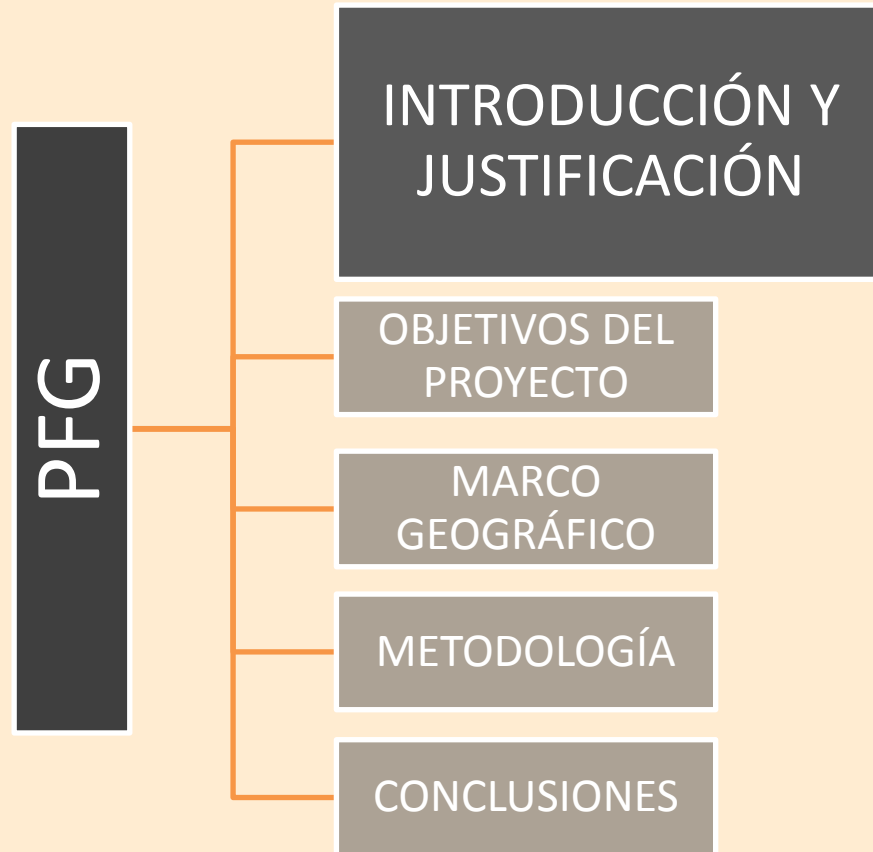 PFG
INTRODUCCIÓN Y
JUSTIFICACIÓN
OBJETIVOS DEL
PROYECTO
MARCO
GEOGRÁFICO
METODOLOGÍA
CONCLUSIONES